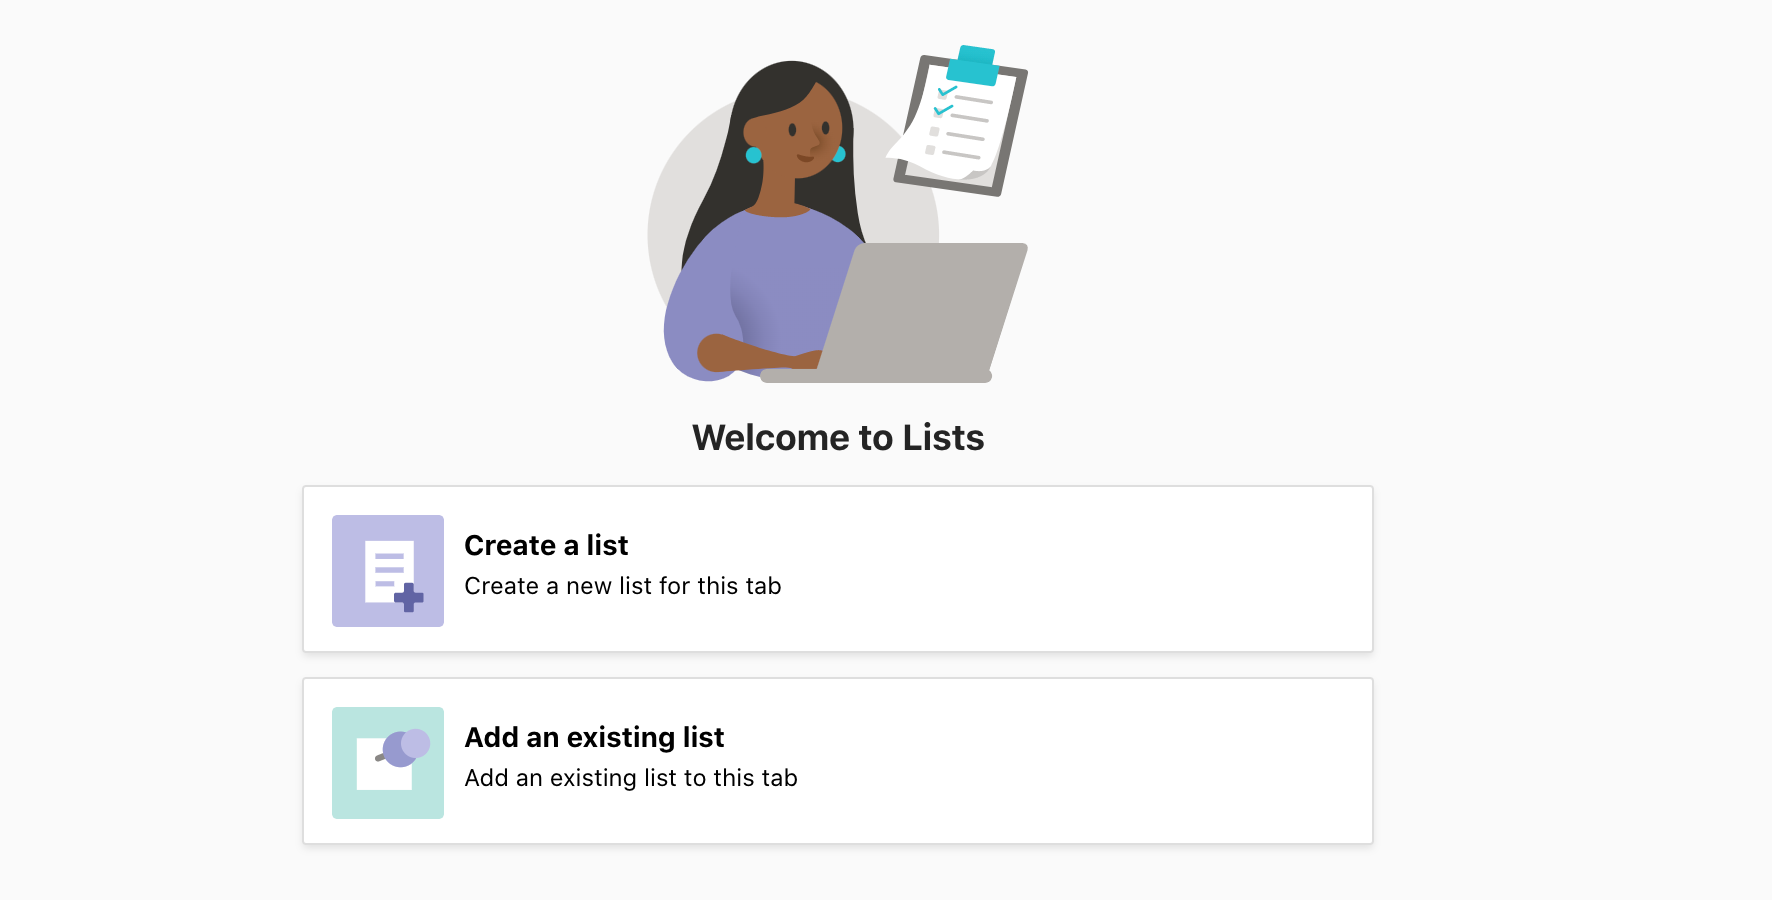 Welcome to Lists
Create a list
Create a new list for this tab
Add an existing list
Add an existing list to this tab